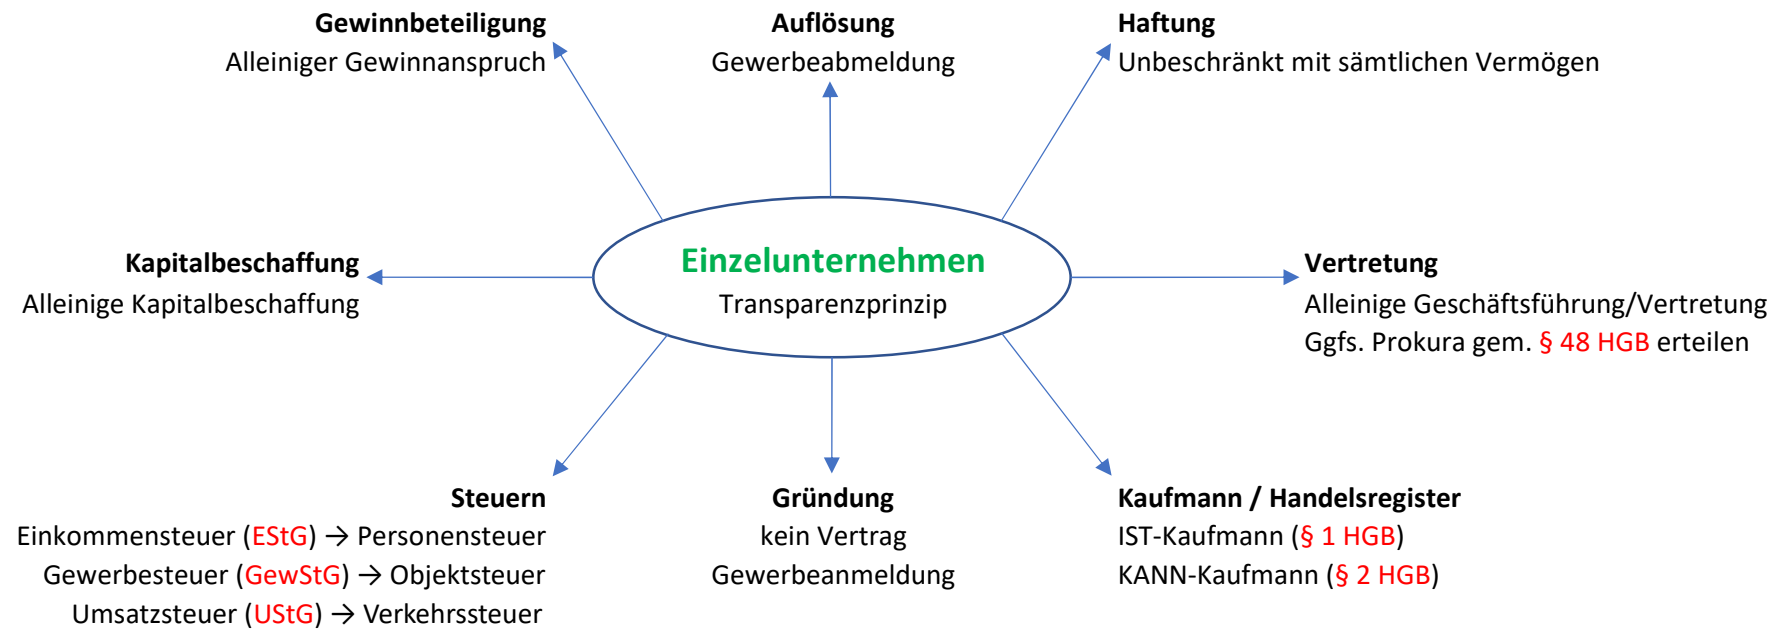 Gewinnbeteiligung
Alleiniger Gewinnanspruch
Auflösung
Gewerbeabmeldung
Haftung
Unbeschränkt mit sämtlichen Vermögen
Kapitalbeschaffung
Alleinige Kapitalbeschaffung
Einzelunternehmen
Transparenzprinzip
Vertretung
Alleinige Geschäftsführung/Vertretung
Ggfs. Prokura gem. § 48 HGB erteilen
Steuern
Einkommensteuer (EStG) → Personensteuer
Gewerbesteuer (GewStG) → Objektsteuer
Umsatzsteuer (UStG) → Verkehrssteuer
Gründung
kein Vertrag
Gewerbeanmeldung
Kaufmann / Handelsregister
IST-Kaufmann (§ 1 HGB)
KANN-Kaufmann (§ 2 HGB)